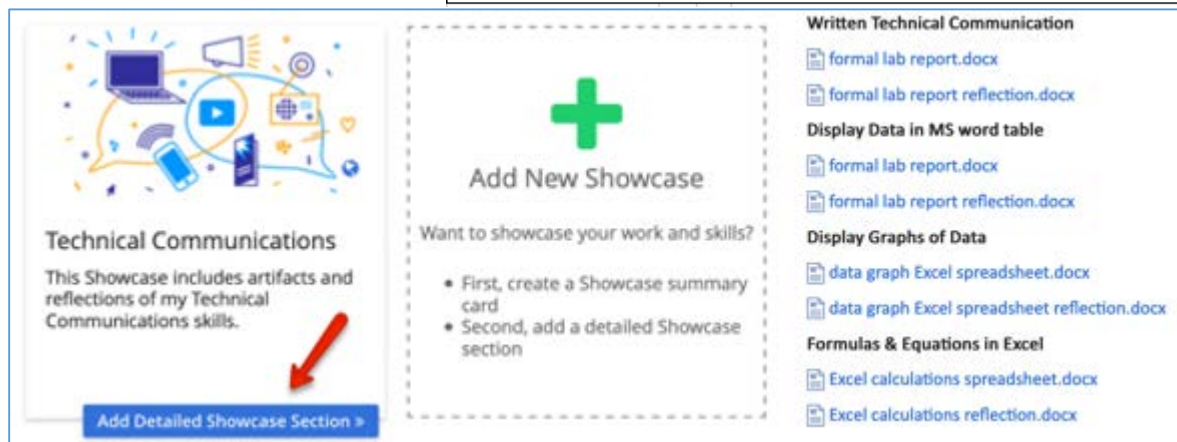 Technical Communications
This Showcase includes artifacts and
reflections of my Technical
Communications skills.
Add Detailed Showcase Section »
Add New Showcase
Want to showcase your work and skills?
• First, create a Showcase summary
card
• Second, add a detailed Showcase
section
Written Technical Communication
formal lab report.docx
formal lab report reflection.docx
Display Data in MS word table
formal lab report.docx
formal lab report reflection.docx
Display Graphs of Data
data graph Excel spreadsheet.docx
data graph Excel spreadsheet reflection.docx
Formulas & Equations in Excel
Excel calculations spreadsheet.docx
Excel calculations reflection.docx